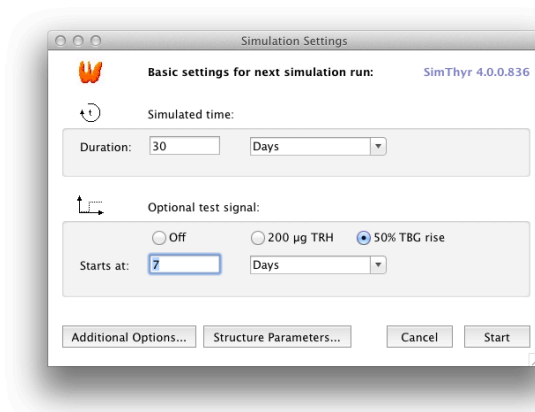 Simulation Settings
Basic settings for next simulation run: SimThyr 4.0.0.836
t
Simulated time:
Duration: 30 Days
Optional test signal:
Off 200 µg TRH 50% TBG rise
Starts at: 7 Days
Additional Options... Structure Parameters... Cancel Start